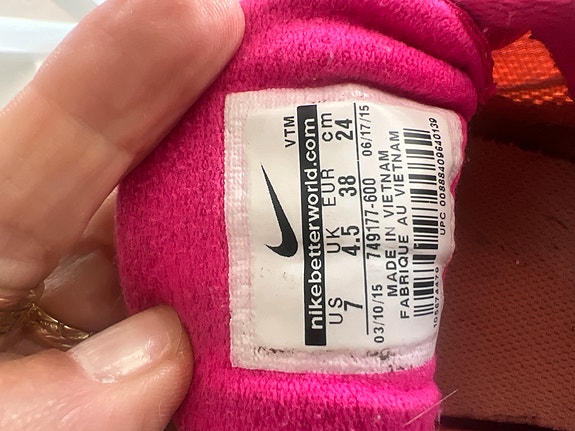 VTM
nikebetterworld.com
US UK EUR cm
7 4.5 38 24
03/10/15 749177-600 06/17/15
MADE IN VIETNAM
FABRIQUE AU VIETNAM
UPC 00888409640139